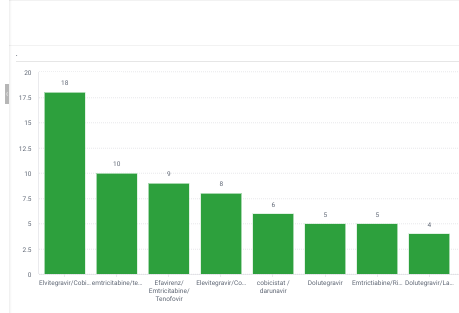 20
17.5
15
12.5
10
7.5
5
2.5
0
18
10
9
8
6
5
5
4
Elvitegravir/Cobi...
emtricitabine/te...
Efavirenz/
Emtricitabine/
Tenofovir
Elevitegravir/Co...
cobicistat /
darunavir
Dolutegravir
Emtrictiabine/Ri...
Dolutegravir/La...